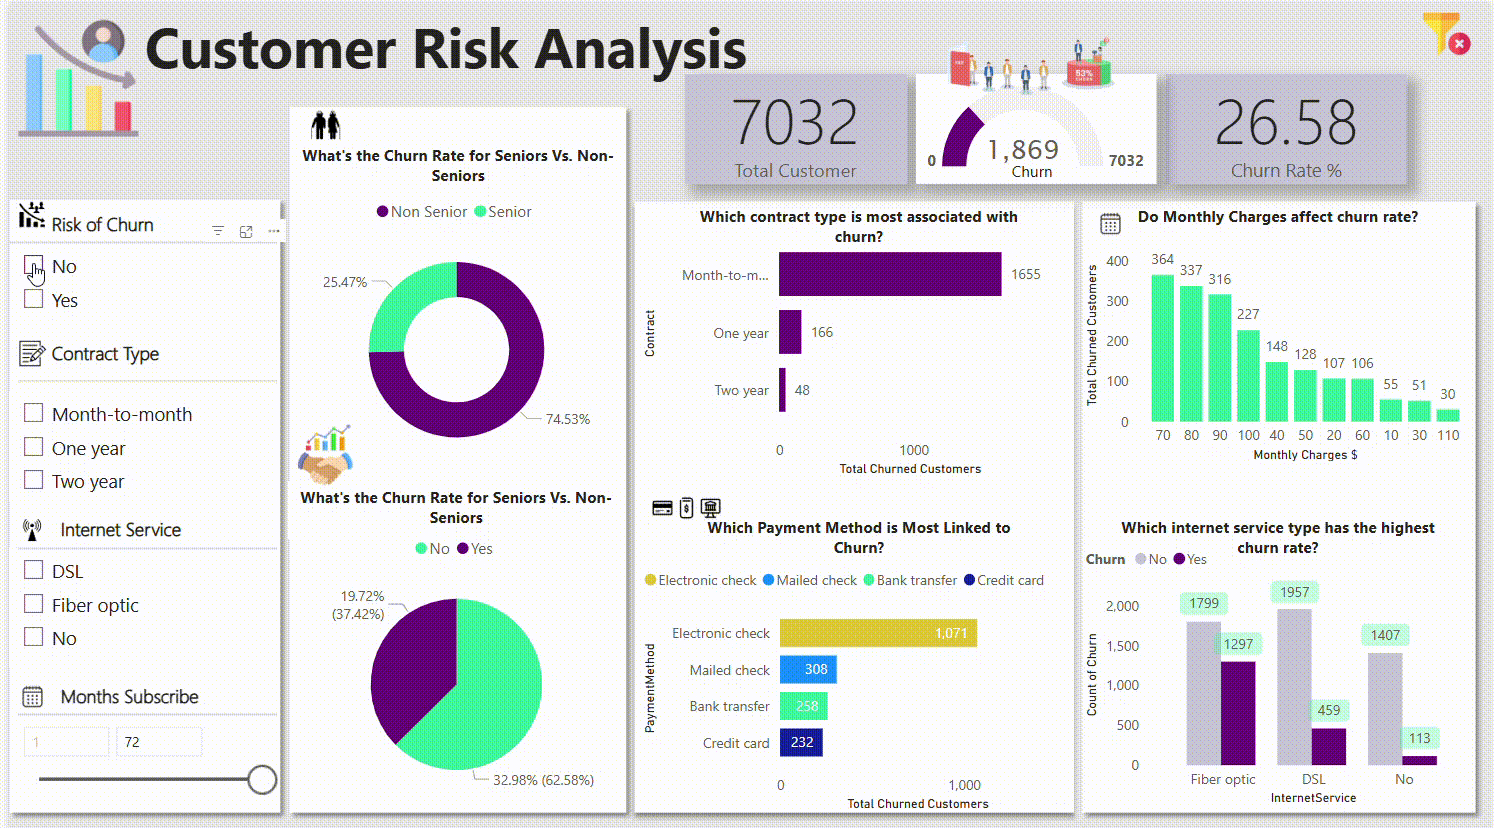 Customer Risk Analysis
7032
Total Customer
63%
0
1,869
7032
Churn
26.58
Churn Rate %
Risk of Churn
No
Yes
Contract Type
Month-to-month
One year
Two year
Internet Service
DSL
Fiber optic
No
Months Subscribe
1
72
What's the Churn Rate for Seniors Vs. Non-
Seniors
Non Senior
Senior
25.47%
74.53%
What's the Churn Rate for Seniors Vs. Non-
Seniors
No
Yes
19.72%
(37.42%)
32.98% (62.58%)
Which contract type is most associated with
churn?
Contract
Month-to-m...
1655
One year
166
Two year
48
0
1000
Total Churned Customers
Which Payment Method is Most Linked to
Churn?
Electronic check
Mailed check
Bank transfer
Credit card
PaymentMethod
Electronic check
1,071
Mailed check
308
Bank transfer
258
Credit card
232
0
1,000
Total Churned Customers
Do Monthly Charges affect churn rate?
Total Churned Customers
400
300
200
100
0
364
337
316
227
148
128
107
106
55
51
30
70
80
90
100
40
50
20
60
10
30
110
Monthly Charges $
Which internet service type has the highest
churn rate?
Churn
No
Yes
Count of Churn
2,000
1,500
1,000
500
0
1799
1297
1957
459
1407
113
Fiber optic
DSL
No
InternetService